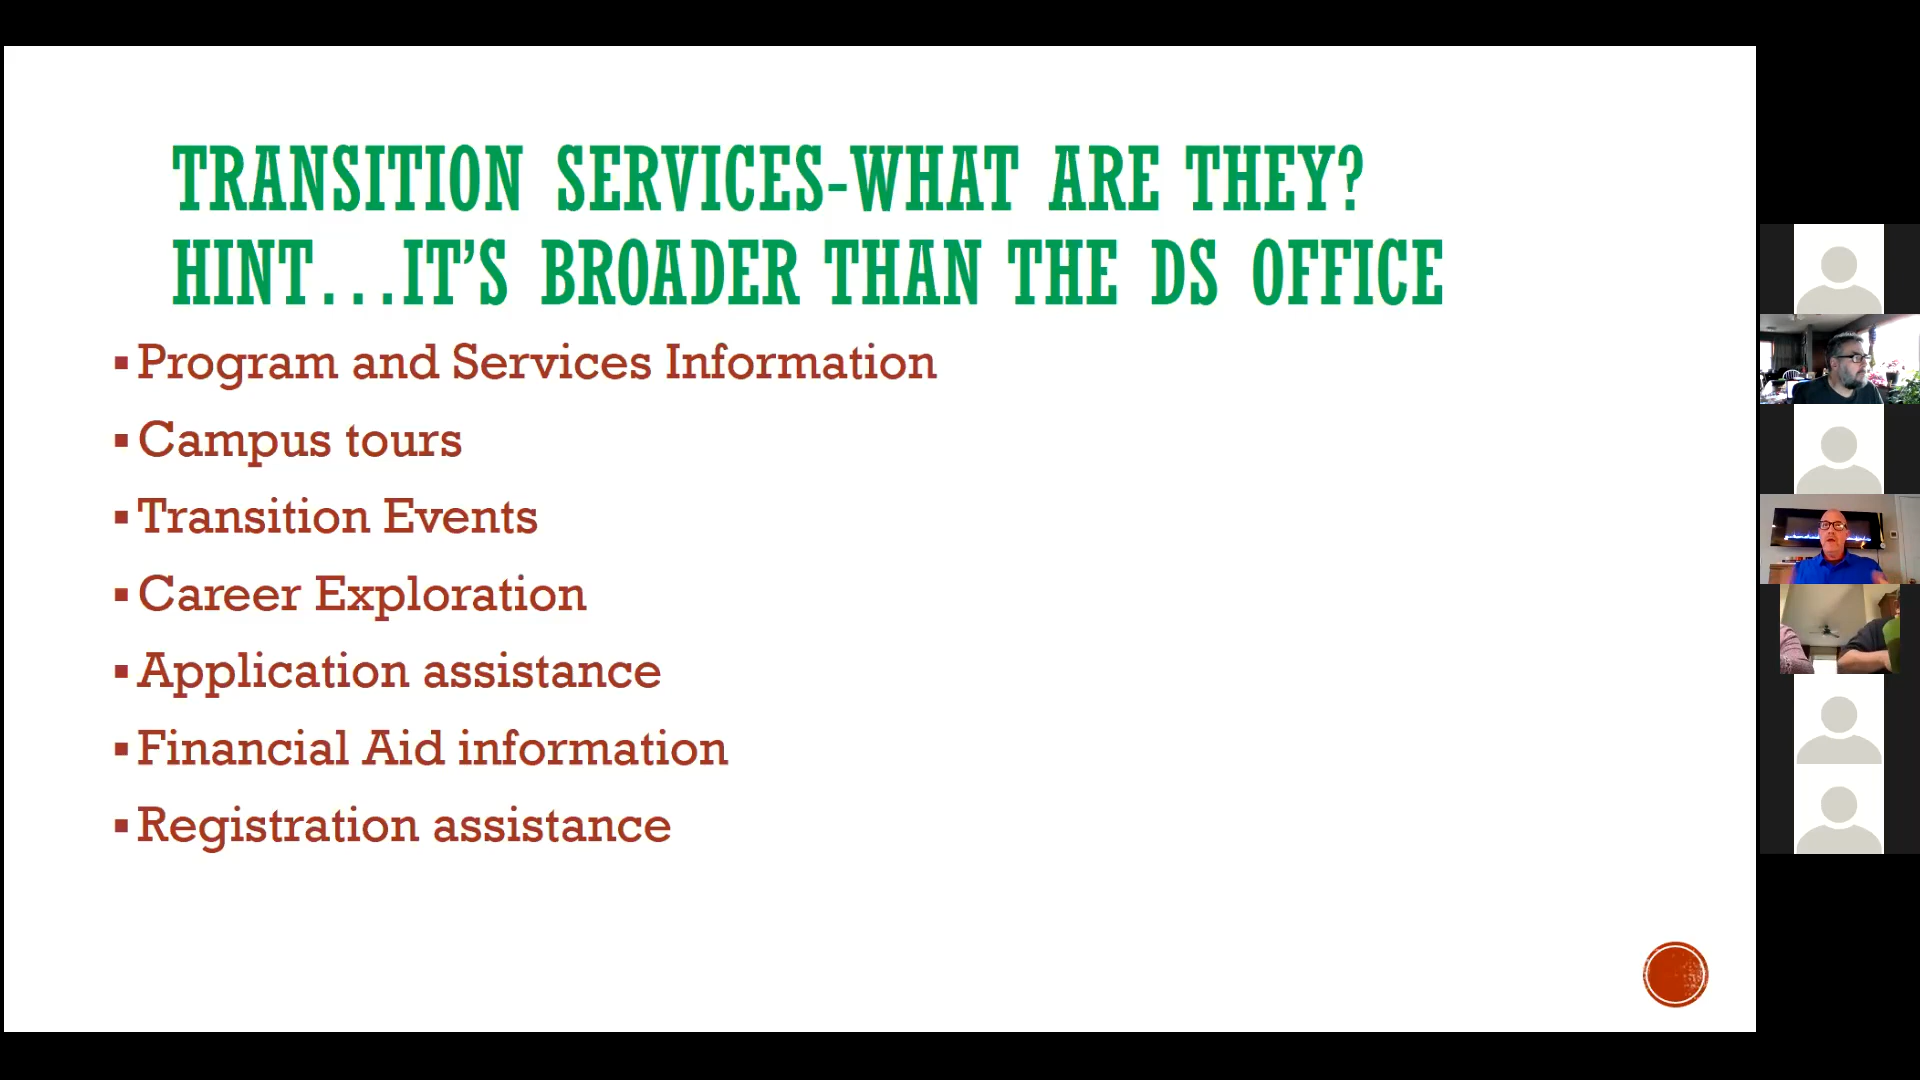 TRANSITION SERVICES-WHAT ARE THEY?
HINT...IT’S BROADER THAN THE DS OFFICE
▪Program and Services Information
▪Campus tours
▪Transition Events
▪Career Exploration
▪Application assistance
▪Financial Aid information
▪Registration assistance